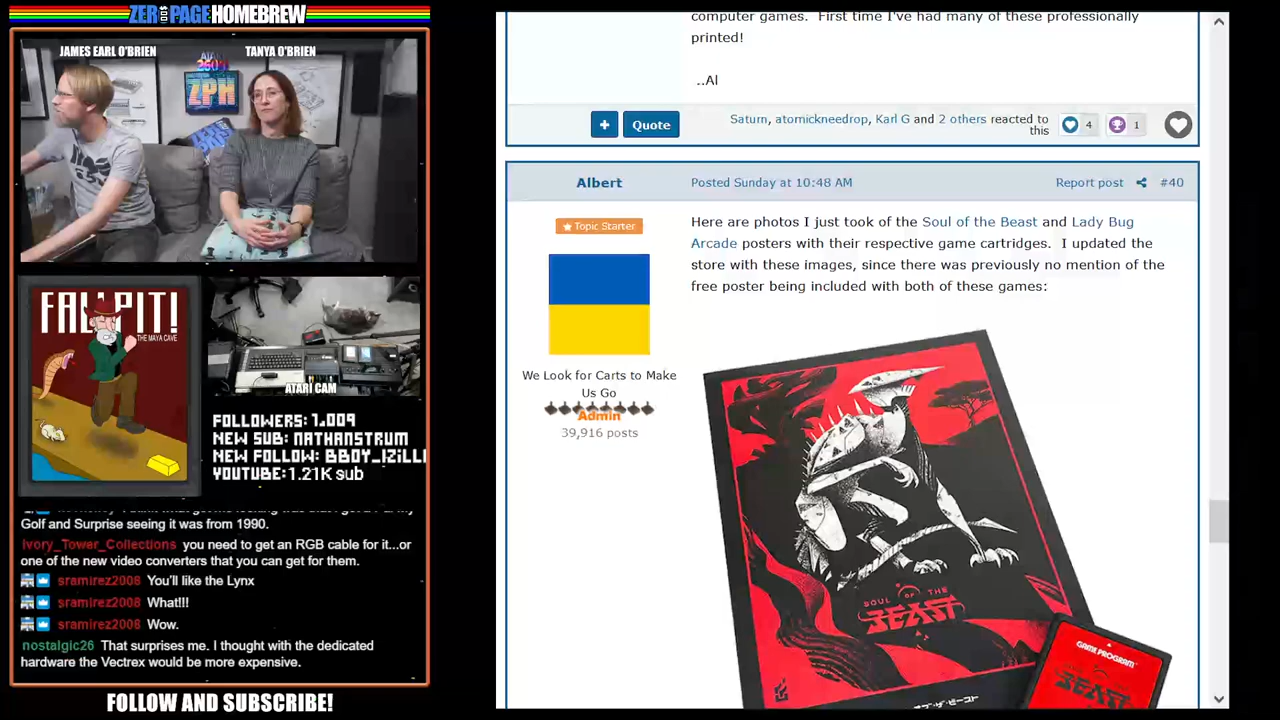 ZEROPAGE HOMEBREW
JAMES EARL O'BRIEN
TANYA O'BRIEN
ATARI
2600
ZPH
FALLPIT!
THE MAYA CAVE
ATARI CAM
FOLLOWERS: 1,009
NEW SUB: NATHANSTRUM
NEW FOLLOW: BBOY_IZILL
YOUTUBE: 1.21K sub
Golf and Surprise seeing it was from 1990.
Ivory_Tower_Collections you need to get an RGB cable for it...or
one of the new video converters that you can get for them.
sramirez2008 You'll like the Lynx
sramirez2008 What!!!
sramirez2008 Wow.
nostalgic26 That surprises me. I thought with the dedicated
hardware the Vectrex would be more expensive.
FOLLOW AND SUBSCRIBE!
computer games. First time I've had many of these professionally
printed!
..Al
+ Quote
Saturn, atomickneedrop, Karl G and 2 others reacted to
this
4
1
Albert
Posted Sunday at 10:48 AM
Report post
#40
Topic Starter
We Look for Carts to Make
Us Go
Admin
39,916 posts
Here are photos I just took of the Soul of the Beast and Lady Bug
Arcade posters with their respective game cartridges. I updated the
store with these images, since there was previously no mention of the
free poster being included with both of these games:
SOUL OF THE
BEAST
GAME PROGRAM
BEAST